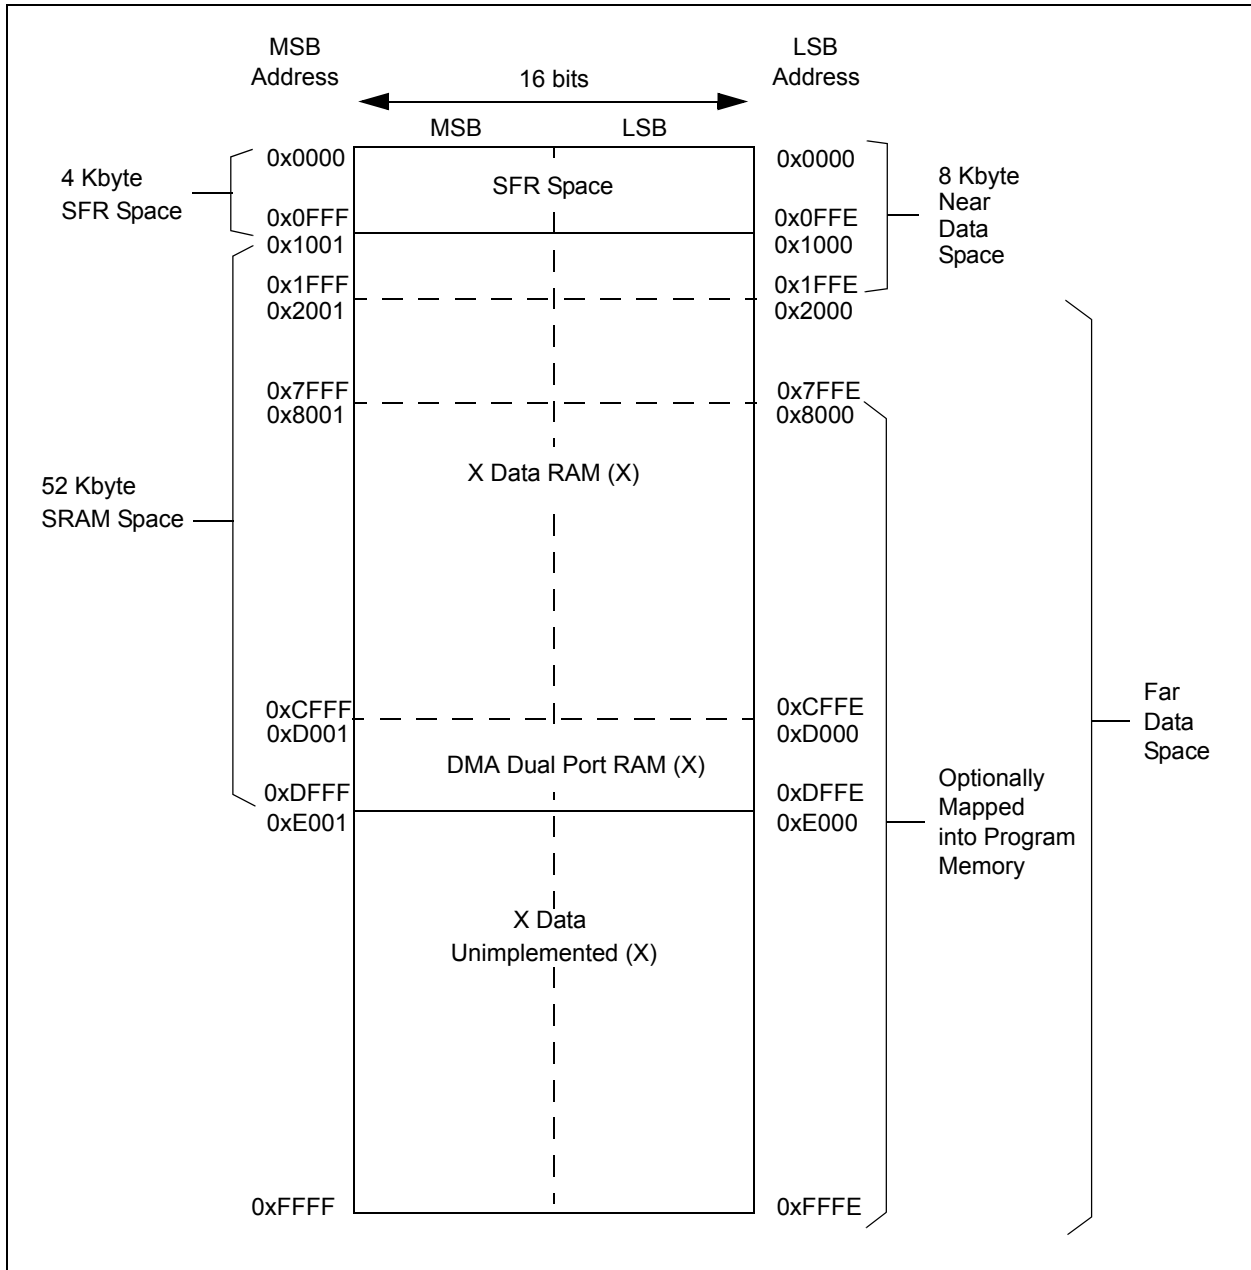 MSB
Address
LSB
Address
16 bits
MSB
LSB
4 Kbyte
SFR Space
0x0000
SFR Space
0x0000
0x0FFF
0x0FFE
0x1001
0x1000
8 Kbyte
Near
Data
Space
0x1FFF
0x1FFE
0x2001
0x2000
0x7FFF
0x7FFE
0x8001
0x8000
52 Kbyte
SRAM Space
X Data RAM (X)
0xCFFF
0xCFFE
0xD001
0xD000
DMA Dual Port RAM (X)
0xDFFF
0xDFFE
0xE001
0xE000
Optionally
Mapped
into Program
Memory
Far
Data
Space
X Data
Unimplemented (X)
0xFFFF
0xFFFE